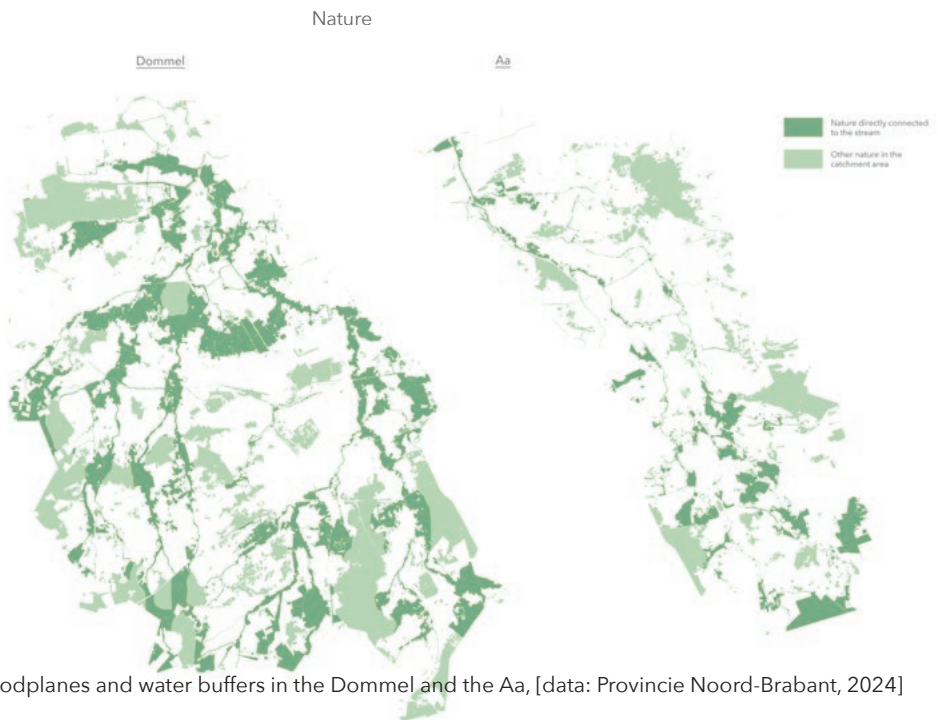 Nature
Dommel
Aa
Nature directly connected
to the stream
Other nature in the
catchment area
odplanes and water buffers in the Dommel and the Aa, [data: Provincie Noord-Brabant, 2024]